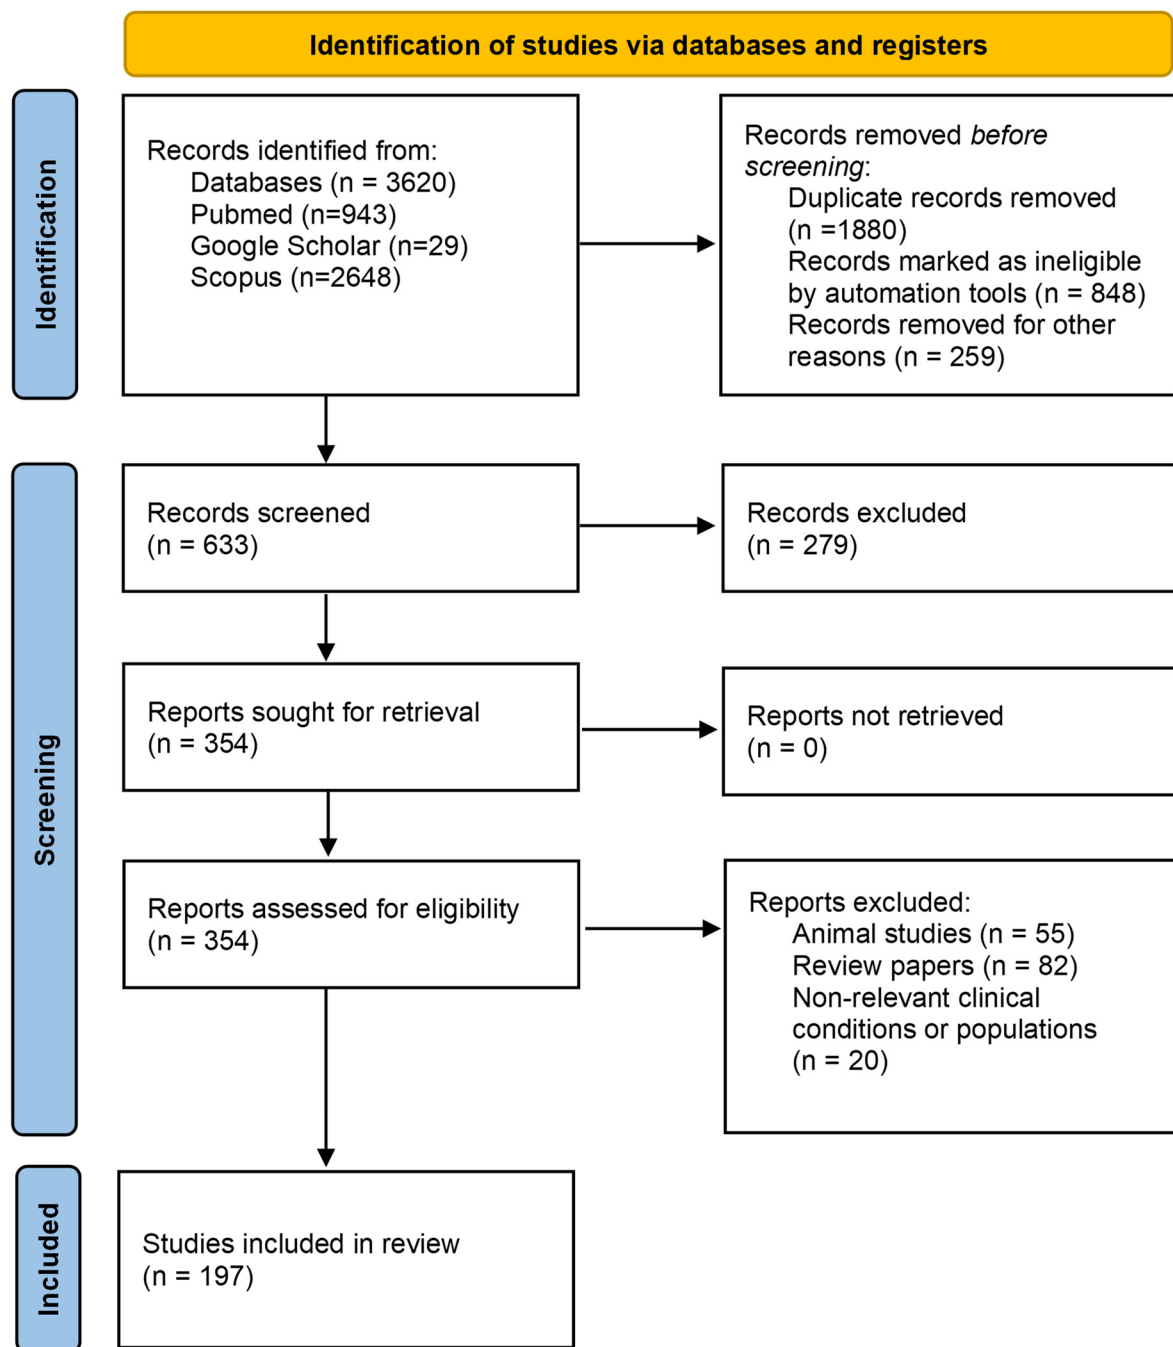 Identification of studies via databases and registers
Identification
Records identified from:
Databases (n = 3620)
Pubmed (n=943)
Google Scholar (n=29)
Scopus (n=2648)
Records removed before
screening:
Duplicate records removed
(n =1880)
Records marked as ineligible
by automation tools (n = 848)
Records removed for other
reasons (n = 259)
Screening
Records screened
(n = 633)
Records excluded
(n = 279)
Reports sought for retrieval
(n = 354)
Reports not retrieved
(n = 0)
Reports assessed for eligibility
(n = 354)
Reports excluded:
Animal studies (n = 55)
Review papers (n = 82)
Non-relevant clinical
conditions or populations
(n = 20)
Included
Studies included in review
(n = 197)